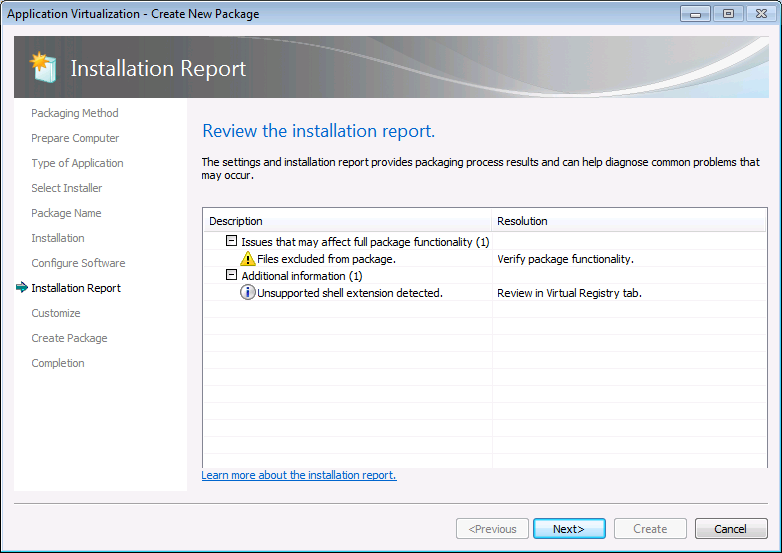 Application Virtualization - Create New Package
Installation Report
Packaging Method
Prepare Computer
Type of Application
Select Installer
Package Name
Installation
Configure Software
Installation Report
Customize
Create Package
Completion
Review the installation report.
The settings and installation report provides packaging process results and can help diagnose common problems that
may occur.
Description Resolution
Issues that may affect full package functionality (1)
Files excluded from package. Verify package functionality.
Additional information (1)
Unsupported shell extension detected. Review in Virtual Registry tab.
Learn more about the installation report.
<Previous Next> Create Cancel